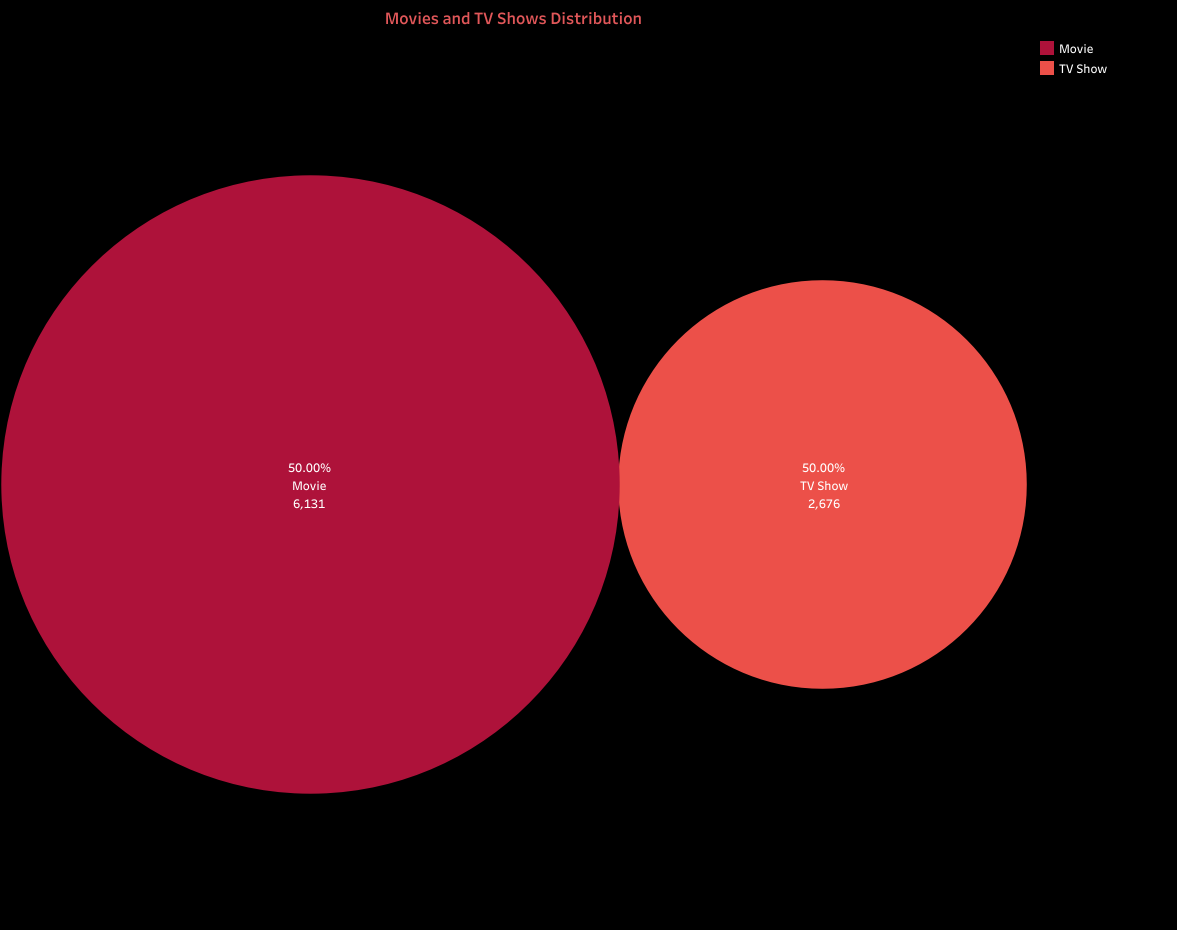 Movies and TV Shows Distribution
Movie
TV Show
50.00%
Movie
6,131
50.00%
TV Show
2,676